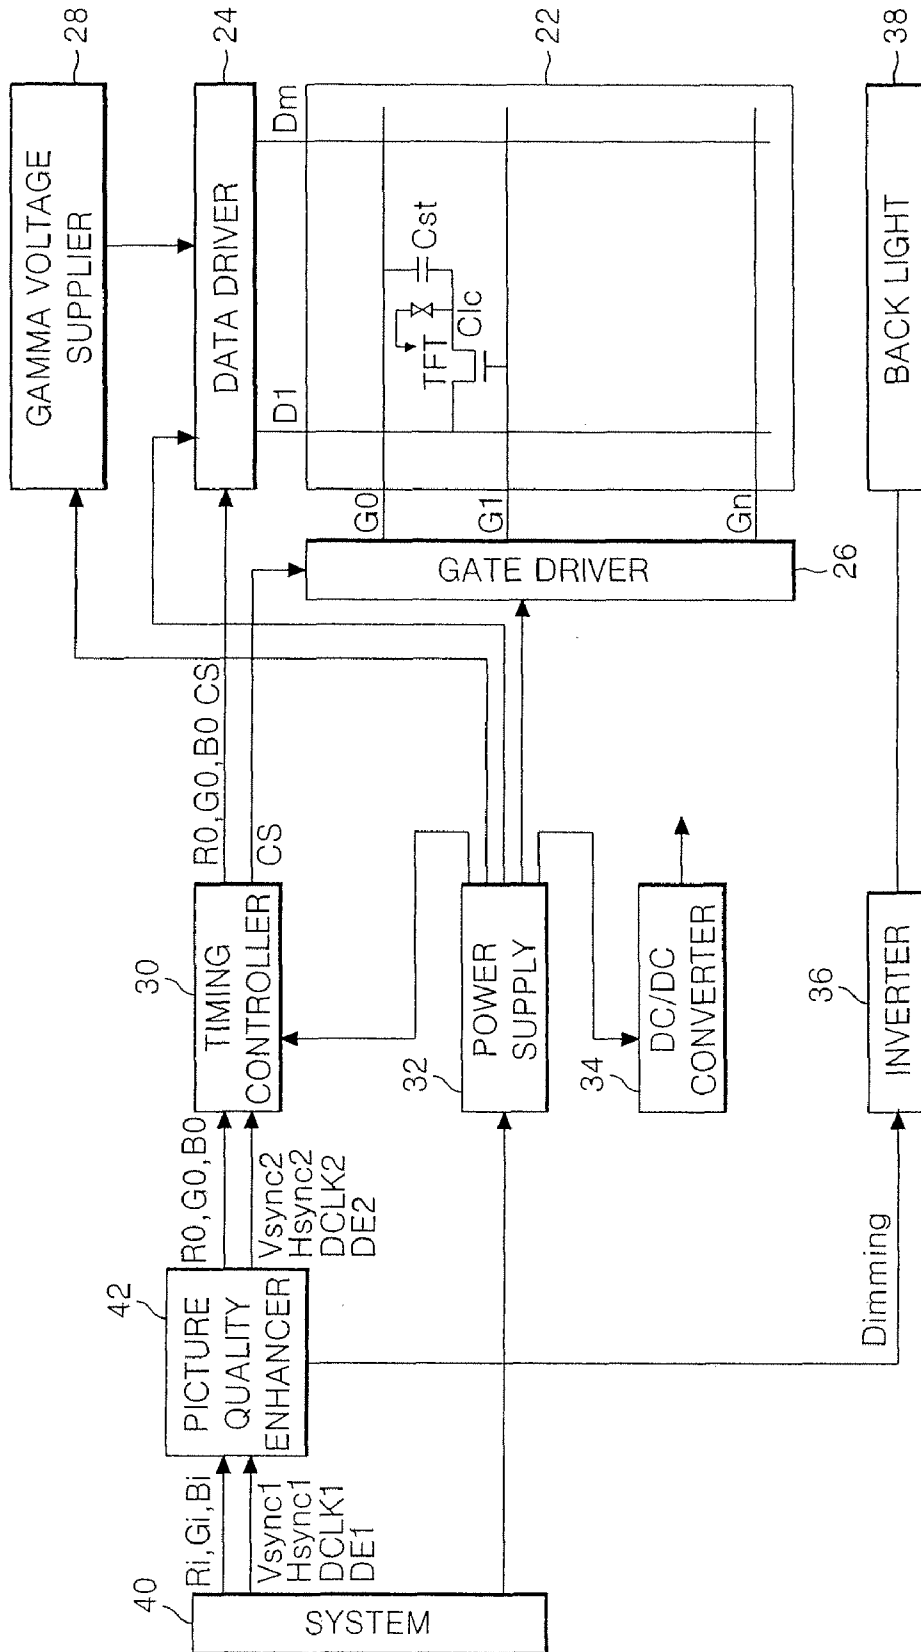 40
SYSTEM
Ri,Gi,Bi
Vsync1
Hsync1
DCLK1
DE1
42
PICTURE
QUALITY
ENHANCER
R0,G0,B0
Vsync2
Hsync2
DCLK2
DE2
Dimming
30
TIMING
CONTROLLER
32
POWER
SUPPLY
34
DC/DC
CONVERTER
36
INVERTER
R0,G0,B0 CS
CS
GAMMA VOLTAGE
SUPPLIER
28
DATA DRIVER
24
D1
Dm
G0
G1
Gn
GATE DRIVER
26
TFT
Clc
Cst
22
BACK LIGHT
38